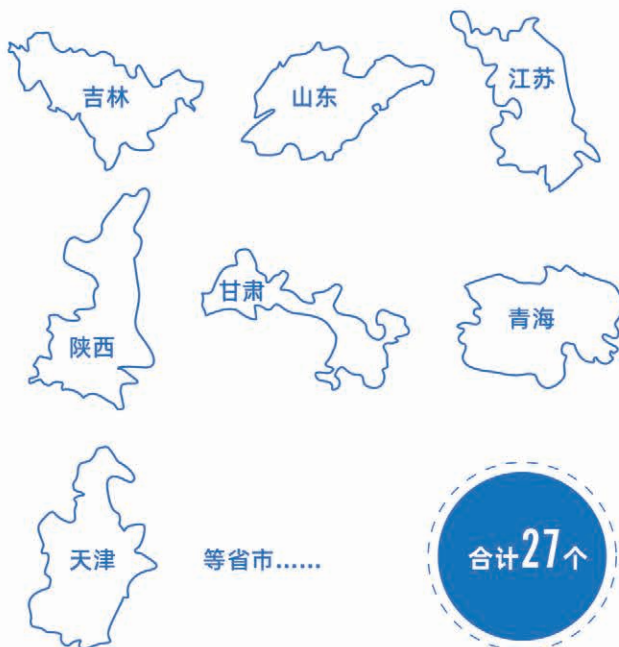 吉林
山东
江苏
陕西
甘肃
青海
天津
等省市......
合计27个